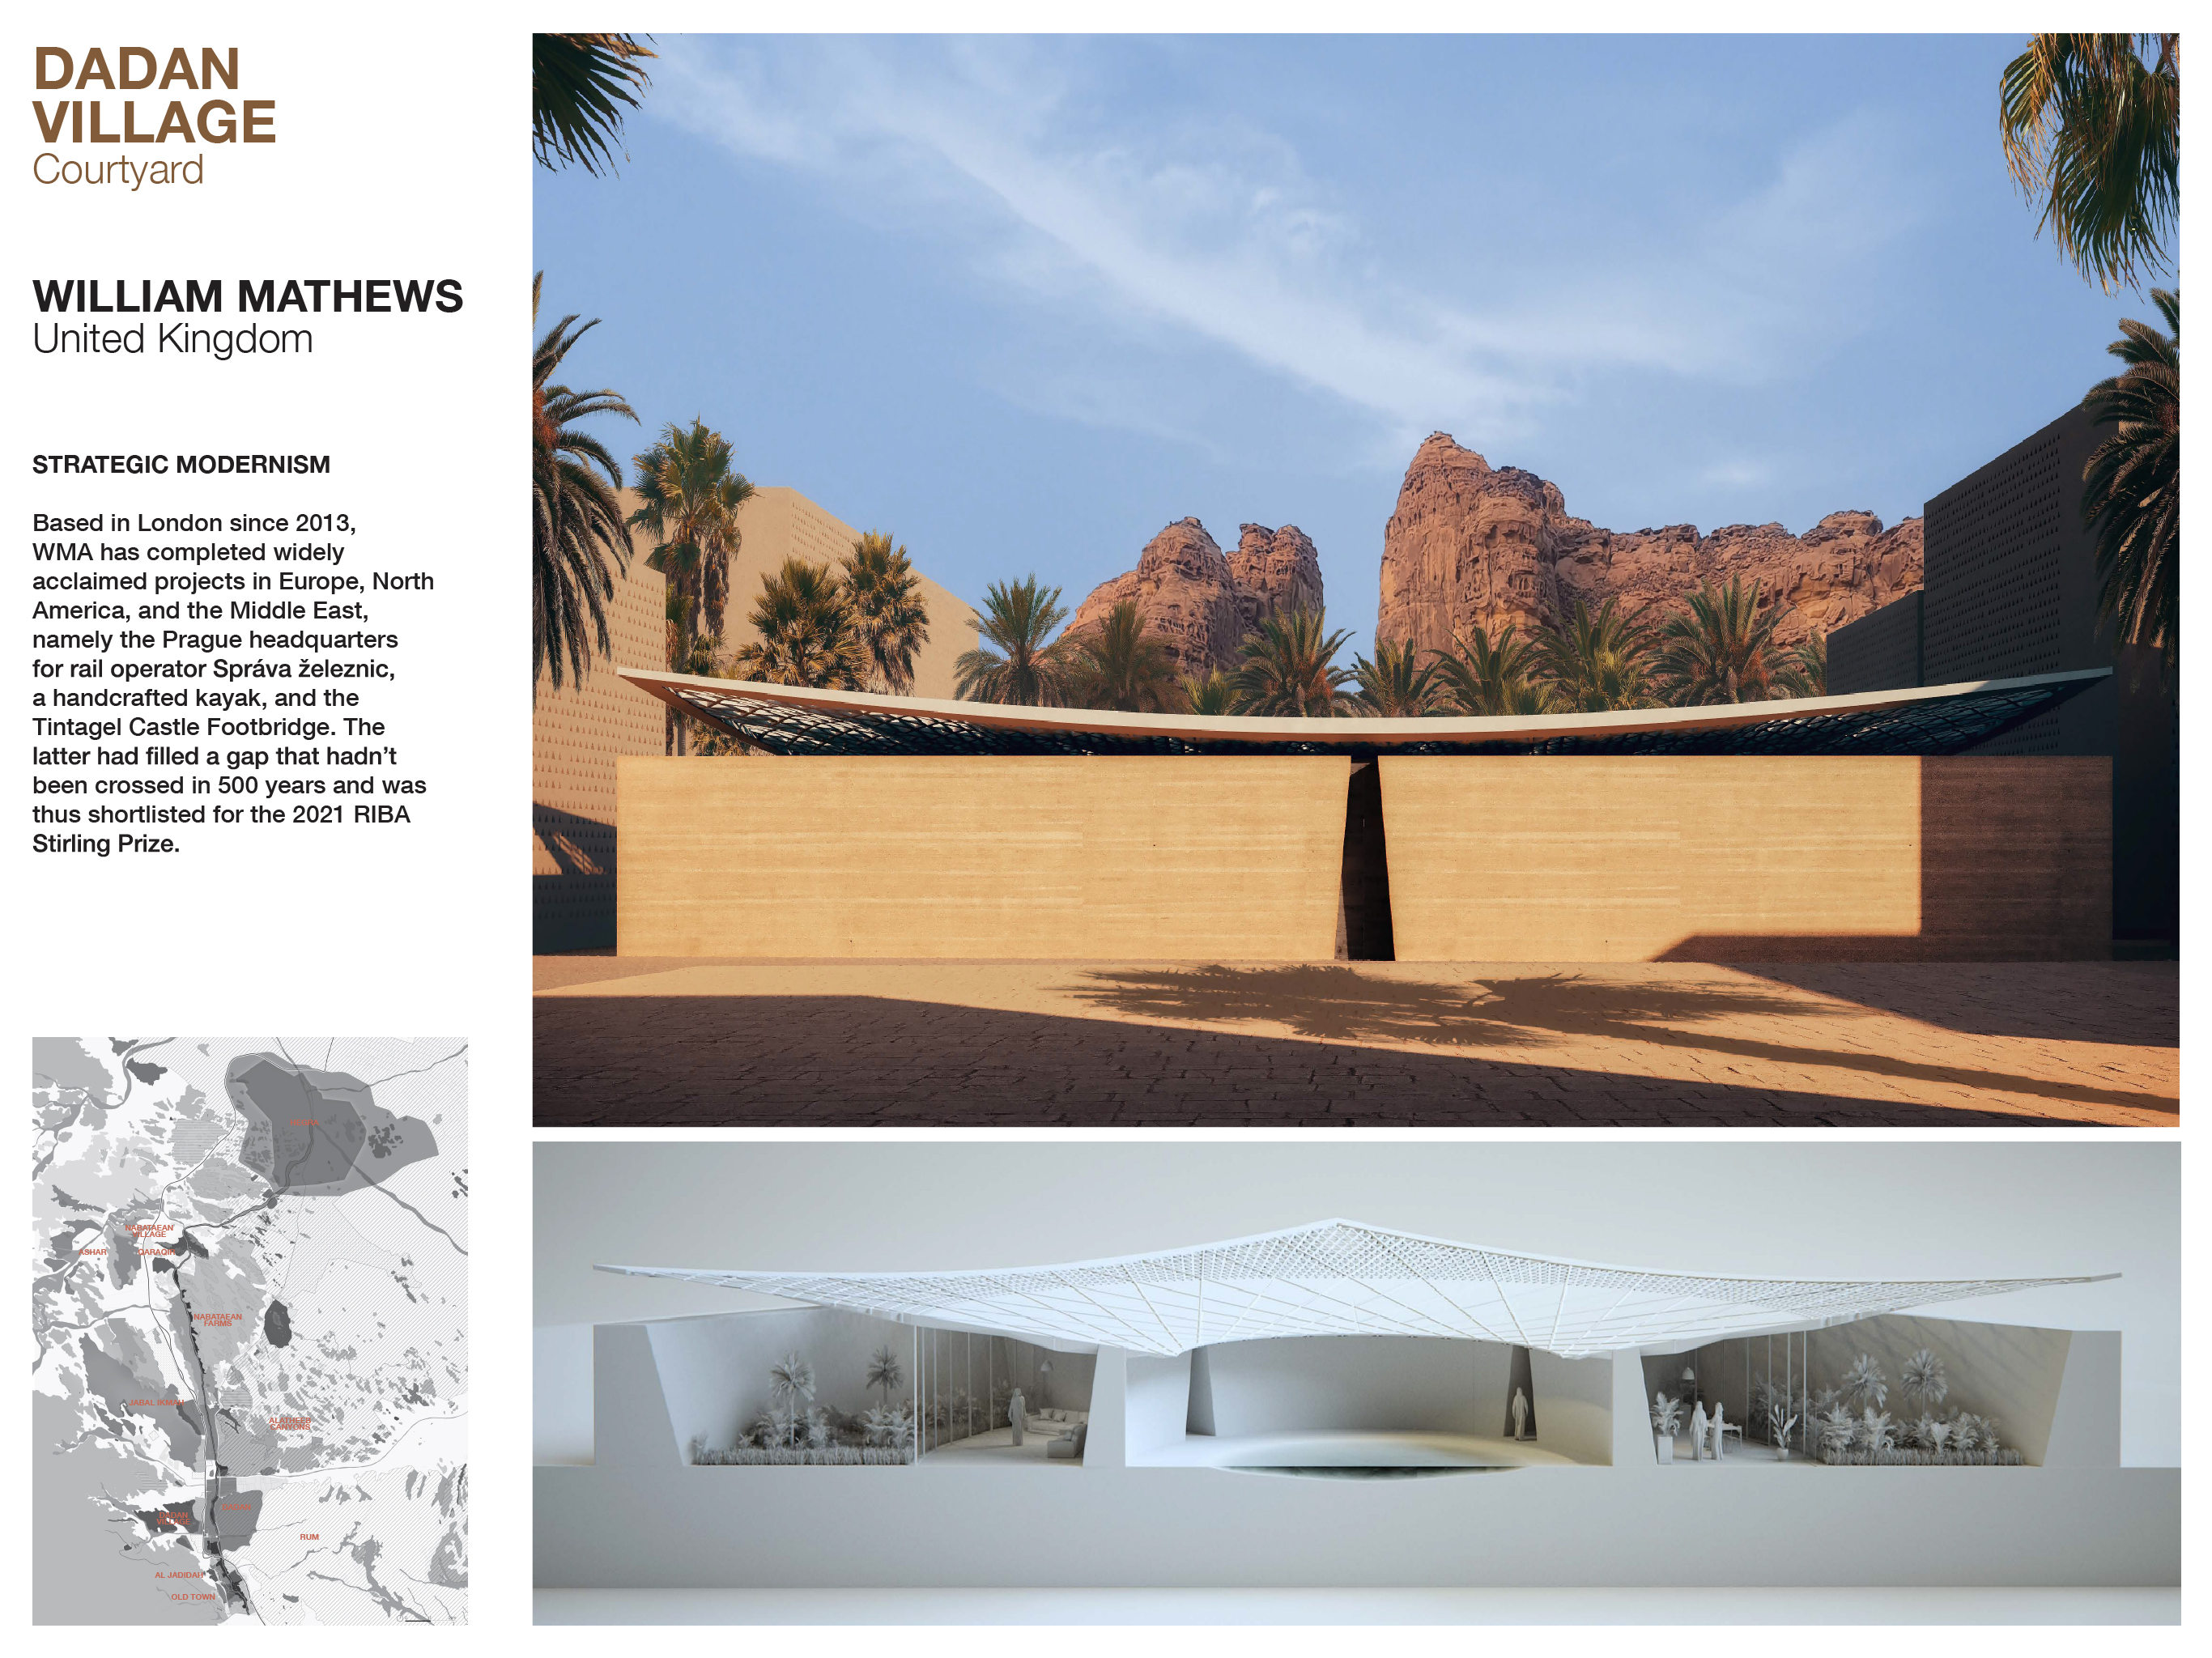 DADAN
VILLAGE
Courtyard
WILLIAM MATHEWS
United Kingdom
STRATEGIC MODERNISM
Based in London since 2013,
WMA has completed widely
acclaimed projects in Europe, North
America, and the Middle East,
namely the Prague headquarters
for rail operator Správa železnic,
a handcrafted kayak, and the
Tintagel Castle Footbridge. The
latter had filled a gap that hadn’t
been crossed in 500 years and was
thus shortlisted for the 2021 RIBA
Stirling Prize.
NABATAEAN
VILLAGE
ASHAR
QARAQIR
NABATAEAN
FARMS
JABAL IKMAH
ALATHEEB
CANYONS
DADAN
DADAN
VILLAGE
RUM
AL JADIDAH
OLD TOWN